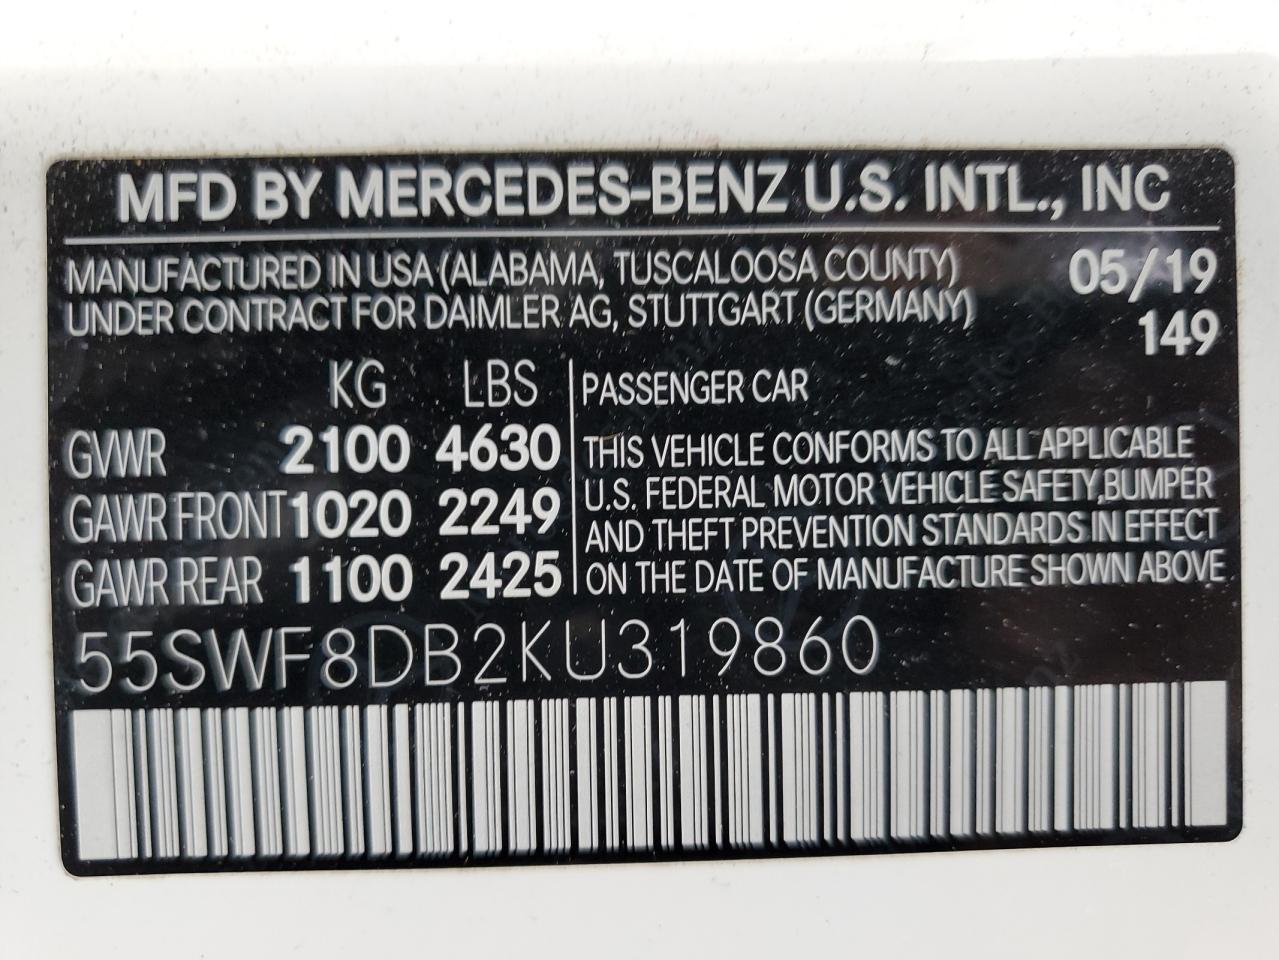 MFD BY MERCEDES-BENZ U.S. INTL., INC
MANUFACTURED IN USA (ALABAMA, TUSCALOOSA COUNTY) 05/19
UNDER CONTRACT FOR DAIMLER AG, STUTTGART (GERMANY) 149
KG LBS PASSENGER CAR
GVWR 2100 4630 THIS VEHICLE CONFORMS TO ALL APPLICABLE
GAWR FRONT 1020 2249 U.S. FEDERAL MOTOR VEHICLE SAFETY, BUMPER
AND THEFT PREVENTION STANDARDS IN EFFECT
GAWR REAR 1100 2425 ON THE DATE OF MANUFACTURE SHOWN ABOVE
55SWF8DB2KU319860